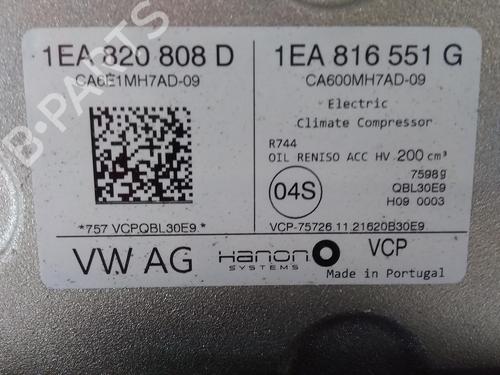 1EA 820 808 D
CA6E1MH7AD-09
*757 VCPQBL30E9.*
1EA 816 551 G
CA600MH7AD-09
Electric
Climate Compressor
R744
OIL RENISO ACC HV 200 cm³
04S
7598g
QBL30E9
H09 0003
VCP-75726.11 21620B30E9
VW AG
Hanon
SYSTEMS
VCP
Made in Portugal
B-PARTS